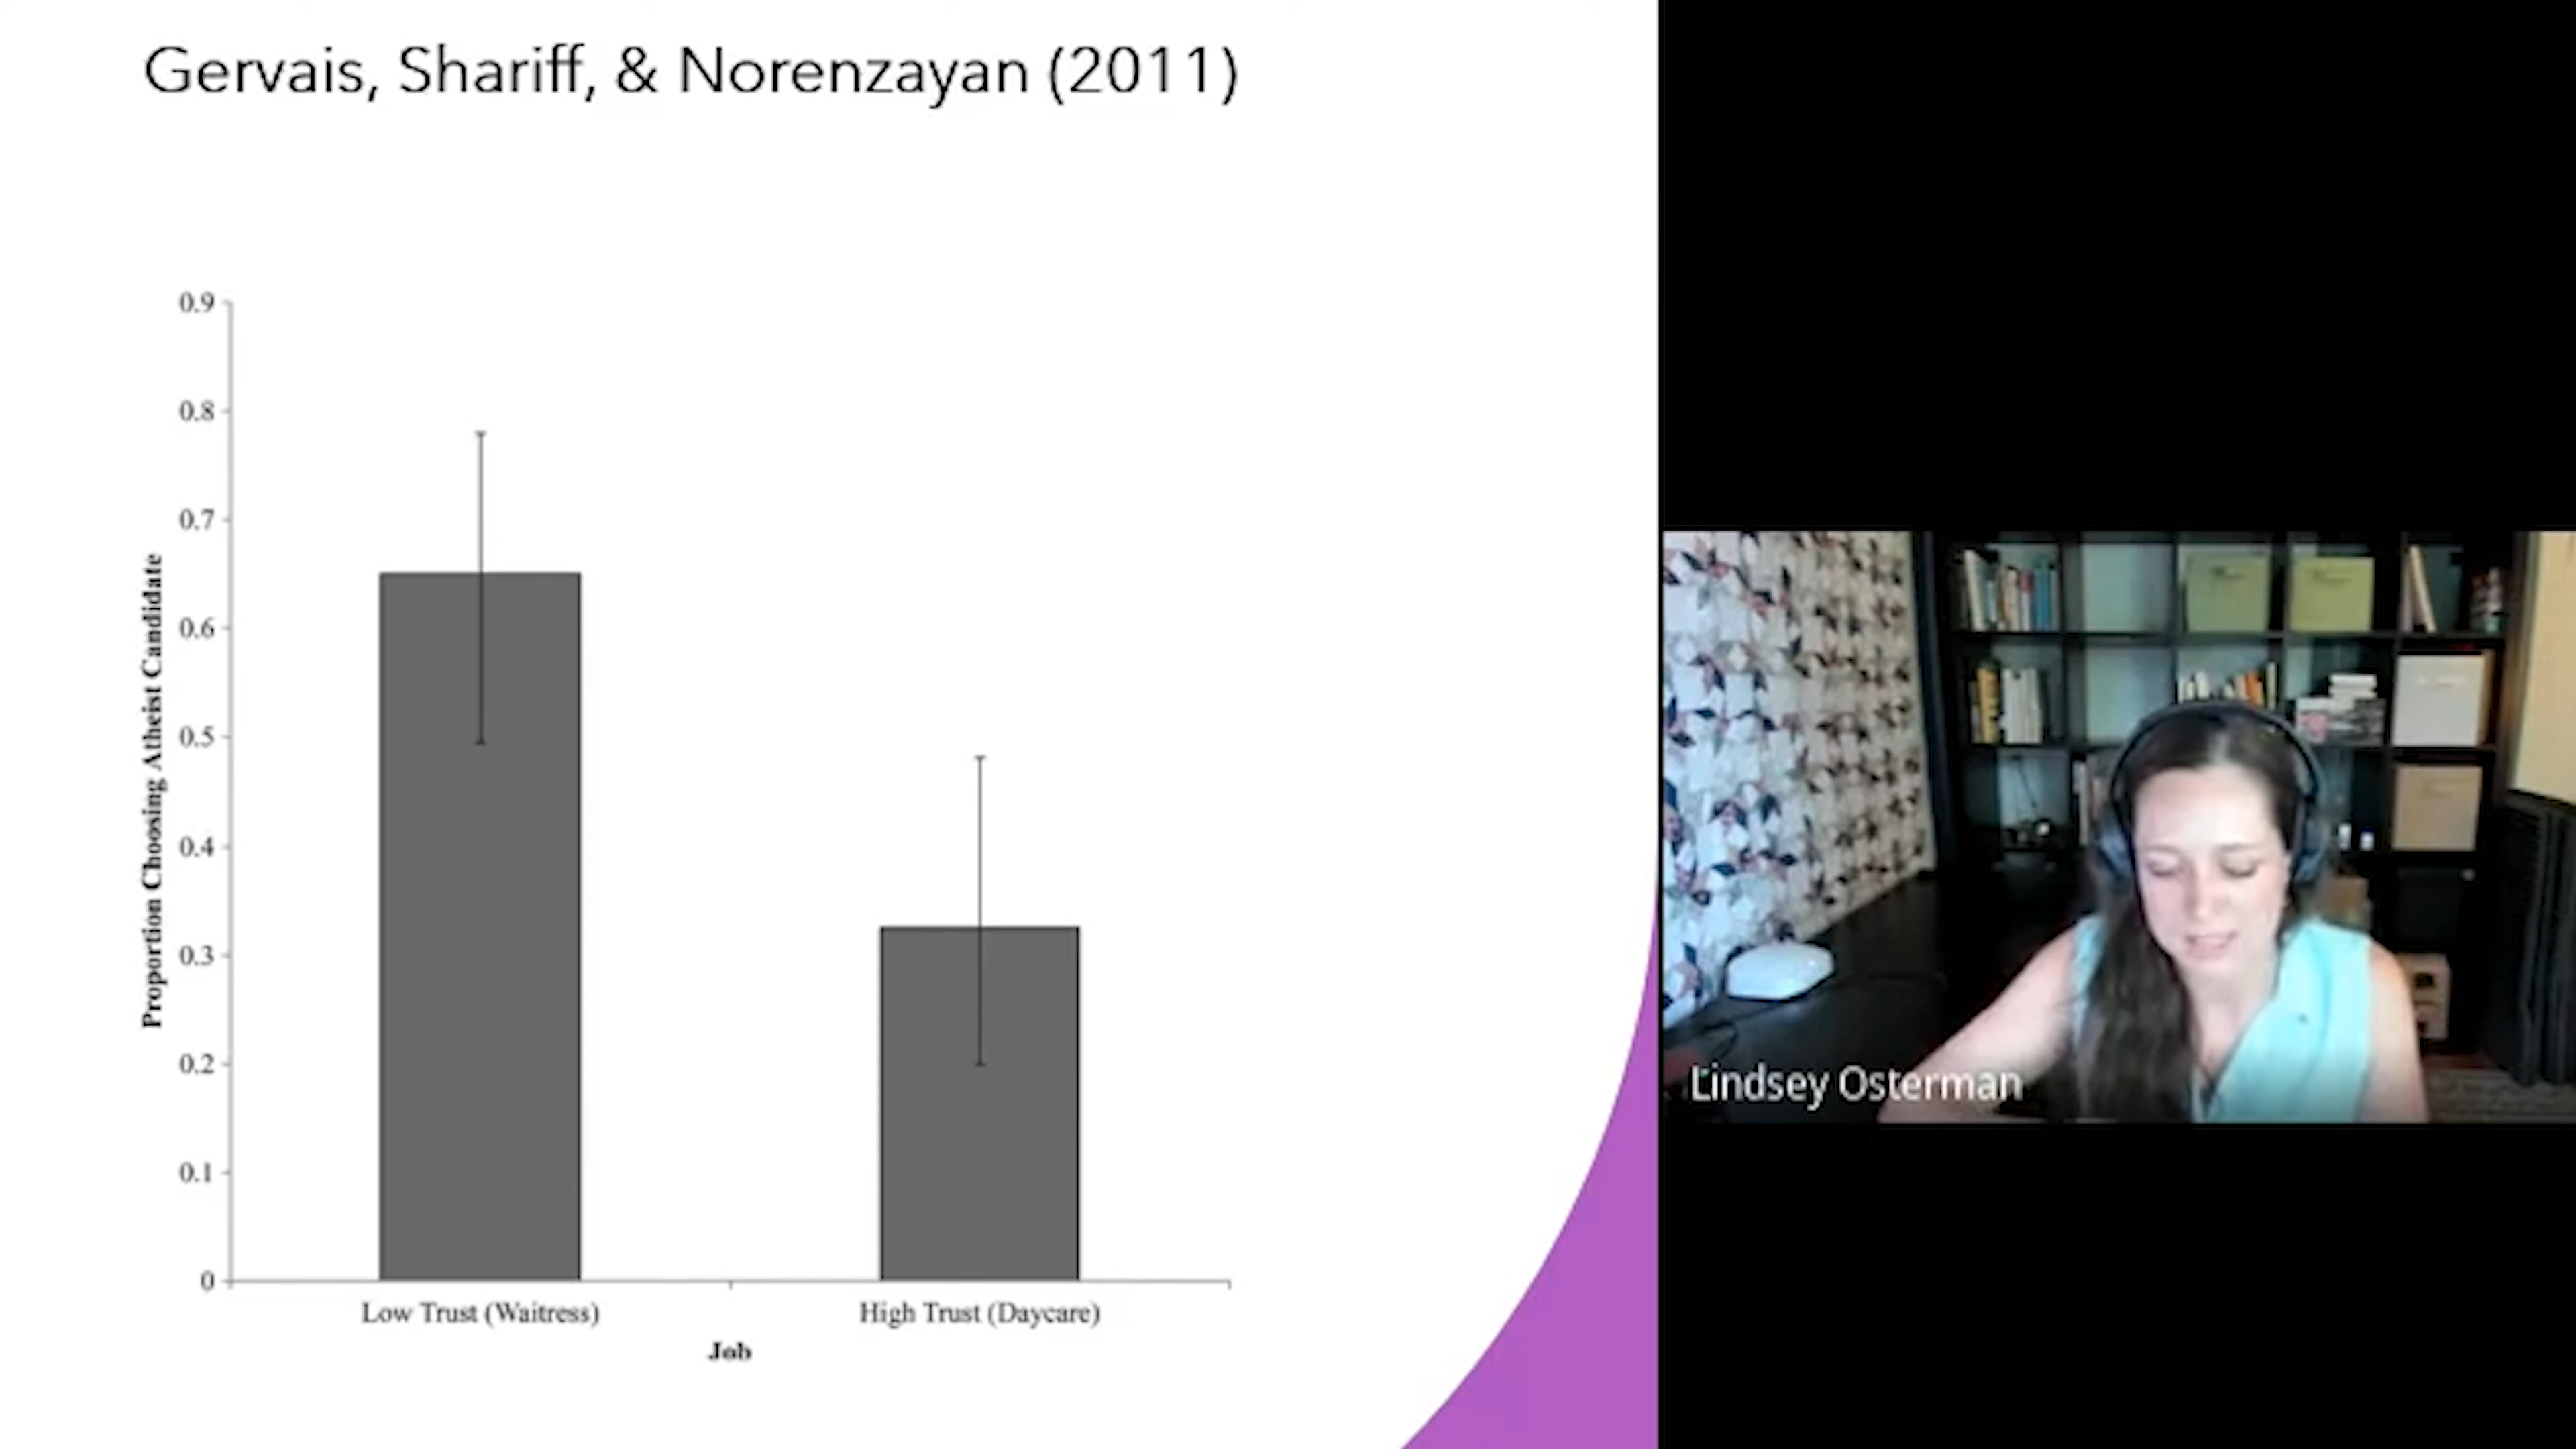 Gervais, Shariff, & Norenzayan (2011)
0.9
0.8
0.7
0.6
0.5
0.4
0.3
0.2
0.1
0
Proportion Choosing Atheist Candidate
Low Trust (Waitress)
High Trust (Daycare)
Job
Lindsey Osterman